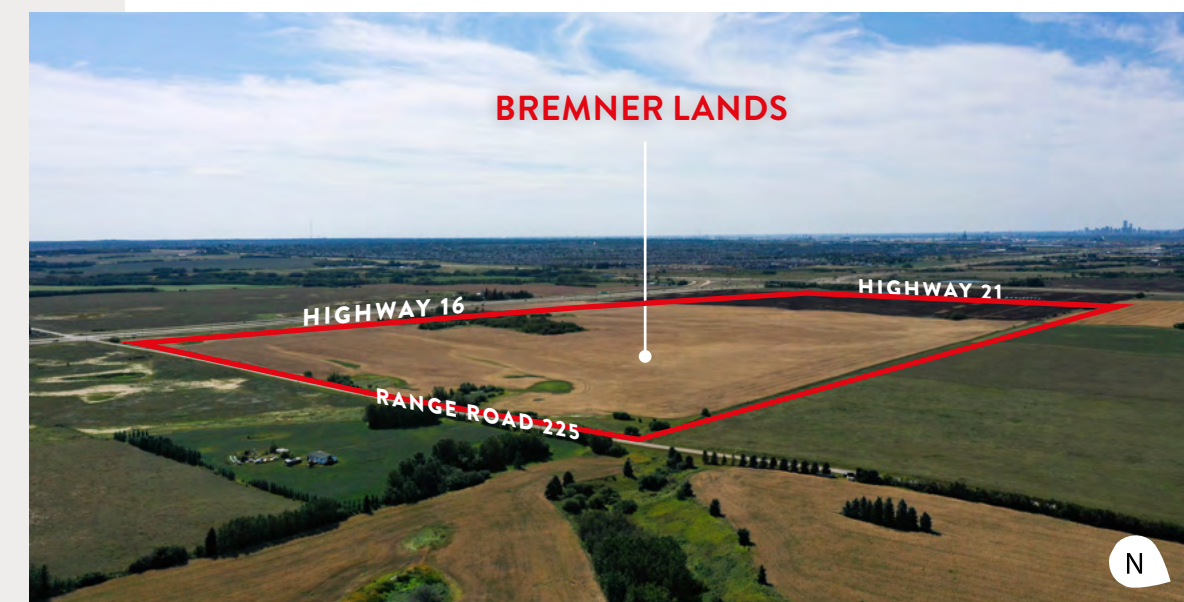 BREMNER LANDS
HIGHWAY 21
HIGHWAY 16
RANGE ROAD 225
N